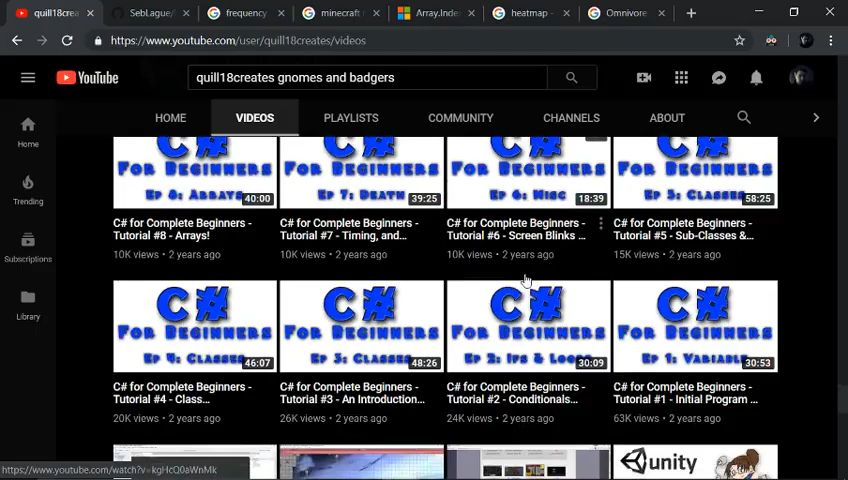 quill18c
SebLague/
frequency
minecraft
Array.Inde
heatmap -
Omnivore
https://www.youtube.com/user/quill18creates/videos
YouTube
quill18creates gnomes and badgers
HOME VIDEOS PLAYLISTS COMMUNITY CHANNELS ABOUT
Home
Trending
Subscriptions
Library
C# C# C# C#
For Beginners For Beginners For Beginners For Beginners
Ep 8: Arrays 40:00 Ep 7: Death 39:25 Ep 6: Misc 18:39 Ep 5: Classes 58:25
C# for Complete Beginners - C# for Complete Beginners - C# for Complete Beginners - C# for Complete Beginners -
Tutorial #8 - Arrays! Tutorial #7 - Timing, and... Tutorial #6 - Screen Blinks ... Tutorial #5 - Sub-Classes &...
10K views • 2 years ago 10K views • 2 years ago 10K views • 2 years ago 15K views • 2 years ago
C# C# C# C#
For Beginners For Beginners For Beginners For Beginners
Ep 4: Classes 46:07 Ep 3: Classes 48:26 Ep 2: Ifs & Loops 30:09 Ep 1: Variable 30:53
C# for Complete Beginners - C# for Complete Beginners - C# for Complete Beginners - C# for Complete Beginners -
Tutorial #4 - Class... Tutorial #3 - An Introduction... Tutorial #2 - Conditionals... Tutorial #1 - Initial Program ...
20K views • 2 years ago 26K views • 2 years ago 24K views • 2 years ago 63K views • 2 years ago
unity
https://www.youtube.com/watch?v=kgHcQ0aWnMk